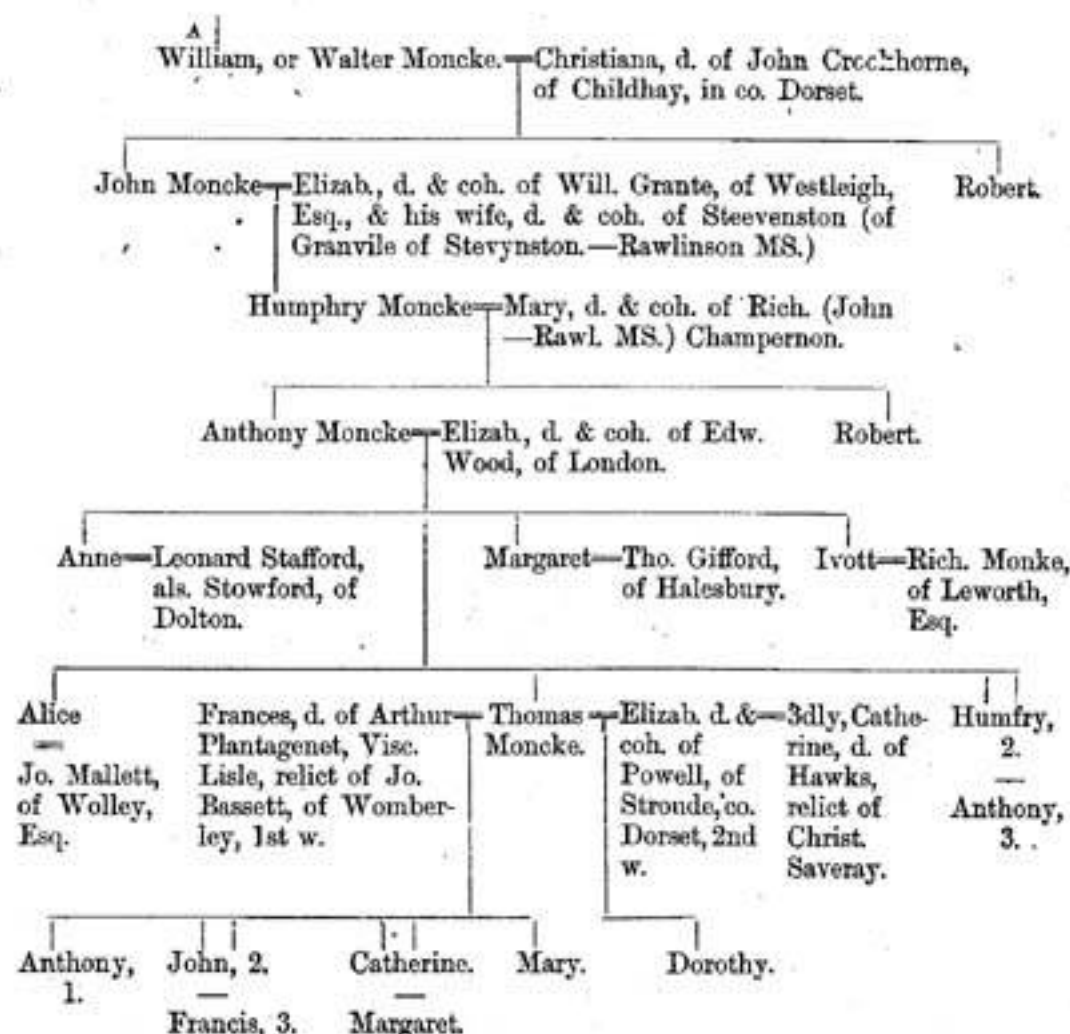 A
William, or Walter Moncke. Christiana, d. of John
of Childhay, in co. Dorset.
John Moncke Elizab., d. & coh. of Will. Grante, of Westleigh, Robert.
Esq., & his wife, d. & coh. of Steevenston (of
Granvile of Stevynston.—Rawlinson MS.)
Humphry Moncke Mary, d. & coh. of Rich. (John
—Rawl. MS.) Champernon.
Anthony Moncke Elizab., d. & coh. of Edw. Robert.
Wood, of London.
Anne Leonard Stafford, Margaret Tho. Gifford, Ivott Rich. Monke,
als. Stowford, of of Halesbury. of Leworth,
Dolton. Esq.
Alice
Jo. Mallett,
of Wolley,
Esq.
Frances, d. of Arthur
Plantagenet, Visc.
Lisle, relict of Jo.
Bassett, of Womber-
ley, 1st w.
Thomas
Moncke.
Elizab. d. &
coh. of
Powell, of
Stroude, co.
Dorset, 2nd
w.
3dly, Cathe-
rine, d. of
Hawks,
relict of
Christ.
Saveray.
Humfry,
2.
—
Anthony,
3.
Anthony,
1.
John, 2.
—
Francis, 3.
Catherine.
—
Margaret.
Mary.
Dorothy.